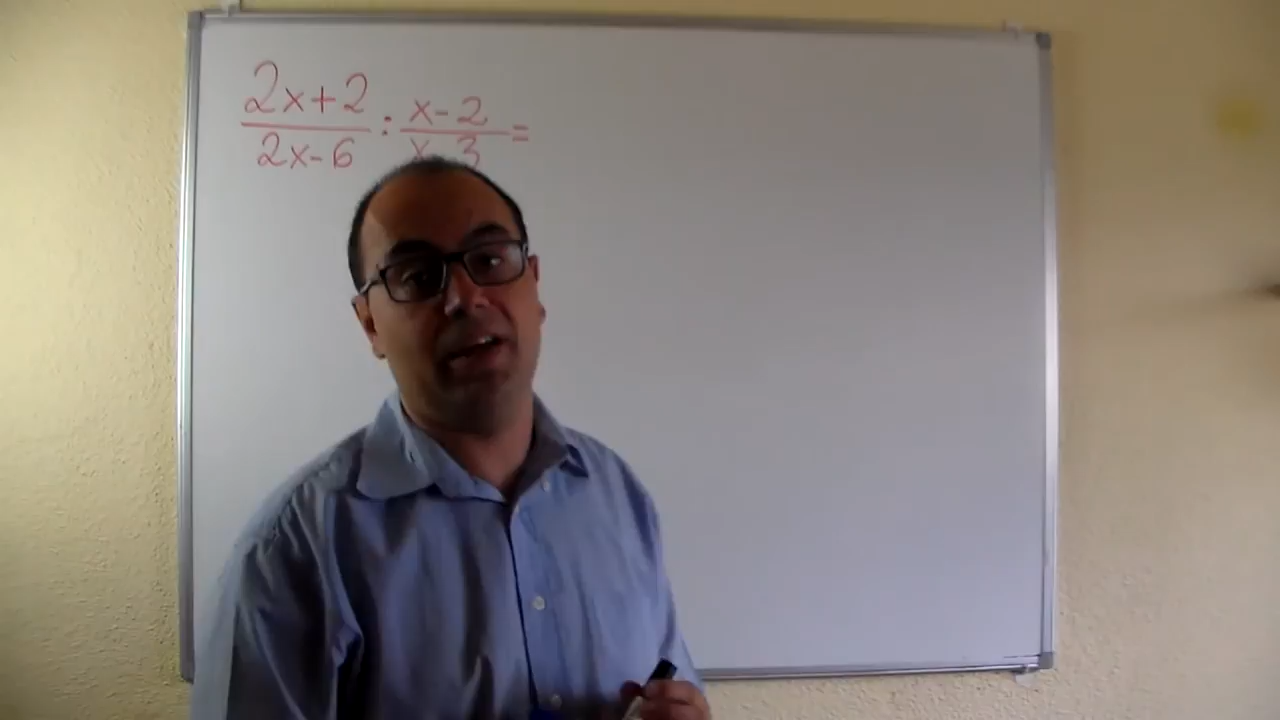 2x+2/2x-6 : x-2/x-3 =